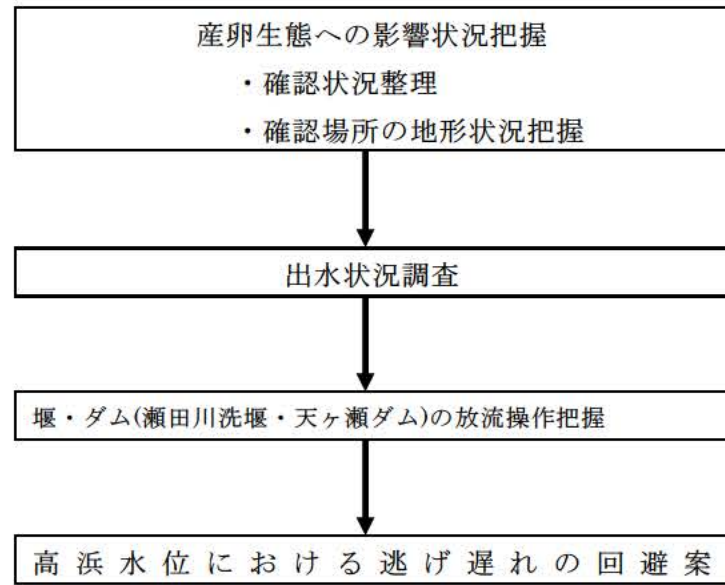 産卵生態への影響状況把握
・確認状況整理
・確認場所の地形状況把握
出水状況調査
堰・ダム(瀬田川洗堰・天ヶ瀬ダム)の放流操作把握
高浜水位における逃げ遅れの回避案